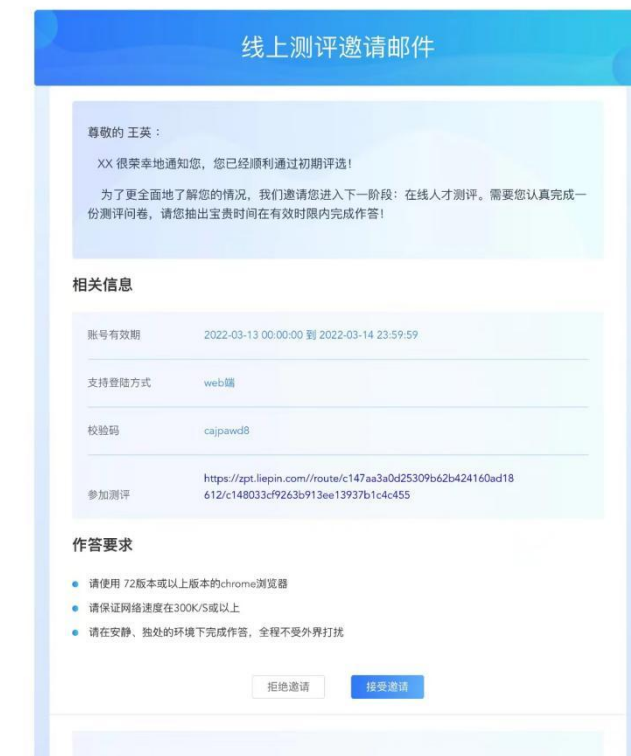 线上测评邀请邮件
尊敬的 王英：
XX 很荣幸地通知您，您已经顺利通过初期评选！
为了更全面地了解您的情况，我们邀请您进入下一阶段：在线人才测评。需要您认真完成一
份测评问卷，请您抽出宝贵时间在有效时限内完成作答！
相关信息
账号有效期 2022-03-13 00:00:00 到 2022-03-14 23:59:59
支持登陆方式 web端
校验码 cajpawd8
https://zpt.liepin.com//route/c147aa3a0d25309b62b424160ad18
参加测评 612/c148033cf9263b913ee13937b1c4c455
作答要求
请使用 72版本或以上版本的chrome浏览器
请保证网络速度在300K/S或以上
请在安静、独处的环境下完成作答，全程不受外界打扰
拒绝邀请 接受邀请